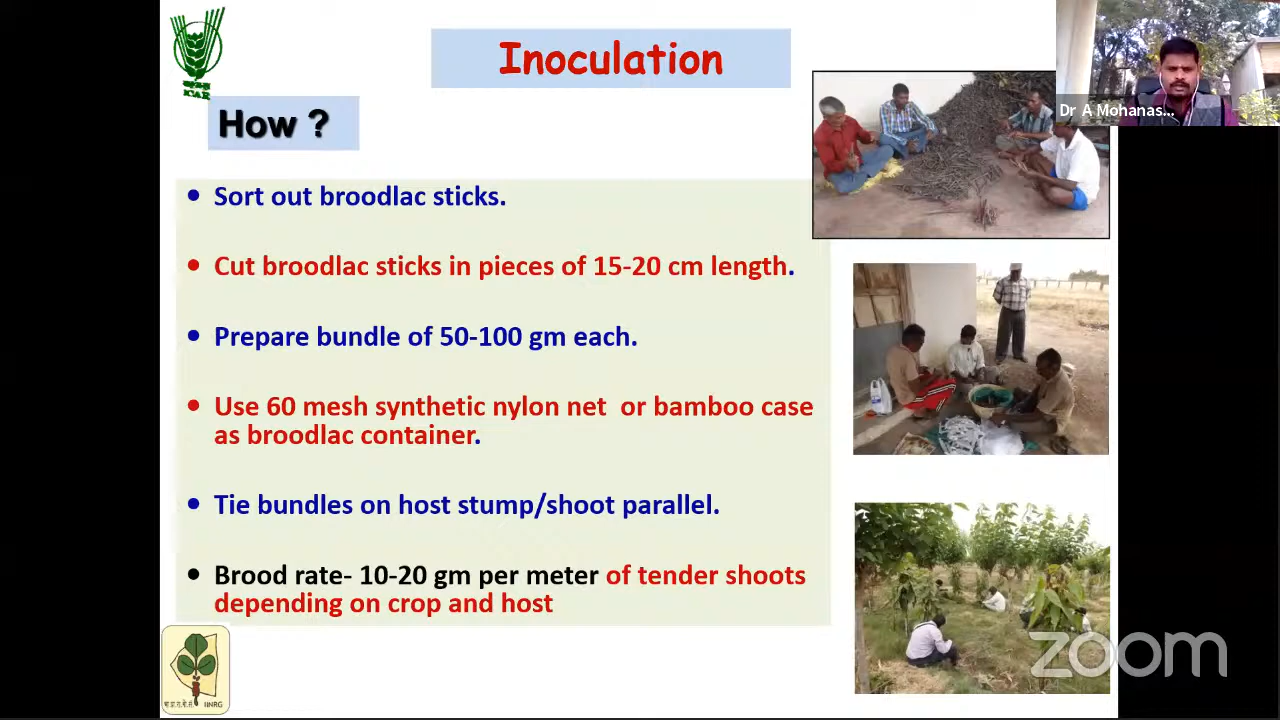 Inoculation
ICAR
How ?
Dr A Mohanas...
• Sort out broodlac sticks.
• Cut broodlac sticks in pieces of 15-20 cm length.
• Prepare bundle of 50-100 gm each.
• Use 60 mesh synthetic nylon net or bamboo case
as broodlac container.
• Tie bundles on host stump/shoot parallel.
• Brood rate- 10-20 gm per meter of tender shoots
depending on crop and host
IINRG
zoom